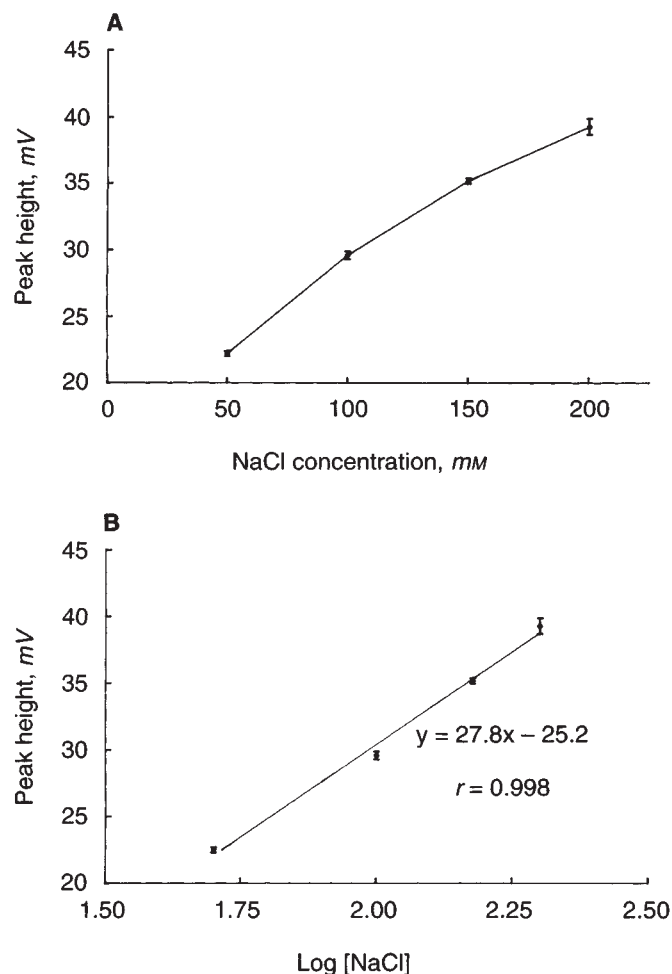 A
45
40
35
30
25
20
0 50 100 150 200
Peak height, mV
NaCl concentration, mM
B
45
40
35
30
25
20
1.50 1.75 2.00 2.25 2.50
Peak height, mV
y = 27.8x – 25.2
r = 0.998
Log [NaCl]